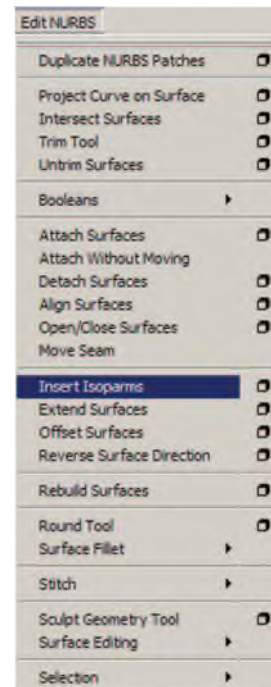 Edit NURBS
Duplicate NURBS Patches
Project Curve on Surface
Intersect Surfaces
Trim Tool
Untrim Surfaces
Booleans
Attach Surfaces
Attach Without Moving
Detach Surfaces
Align Surfaces
Open/Close Surfaces
Move Seam
Insert Isoparms
Extend Surfaces
Offset Surfaces
Reverse Surface Direction
Rebuild Surfaces
Round Tool
Surface Fillet
Stitch
Sculpt Geometry Tool
Surface Editing
Selection